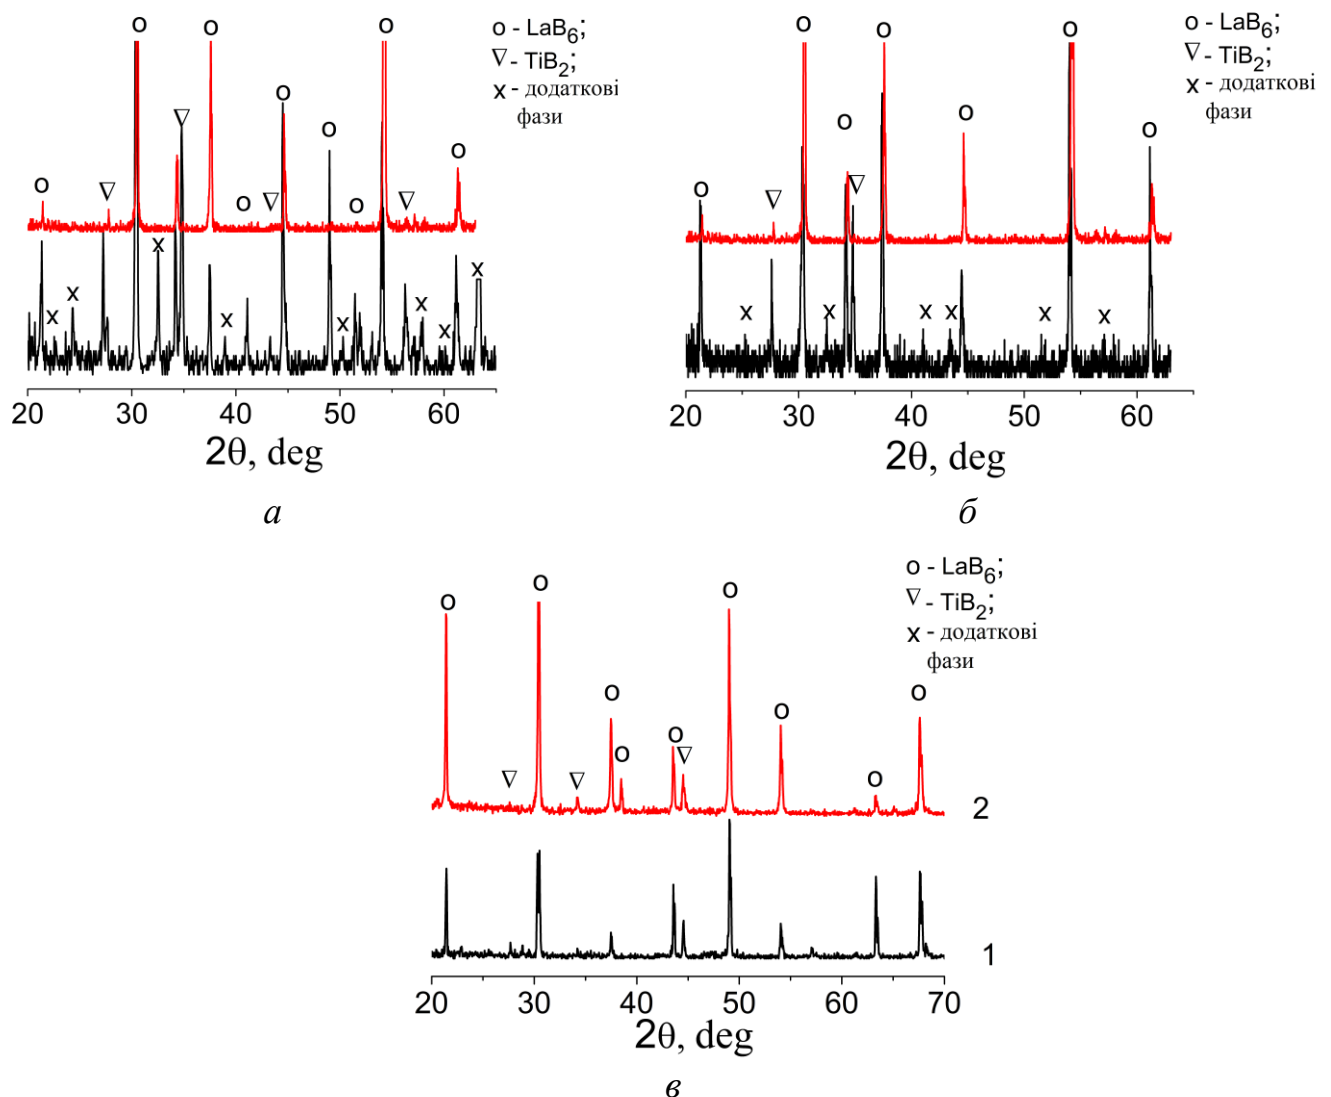 o - LaB6;
∇ - TiB2;
x - додаткові
фази
o o o o o o o o o
∇ ∇ ∇ ∇
x x x x x x x x
20 30 40 50 60
2θ, deg
а
o - LaB6;
∇ - TiB2;
x - додаткові
фази
o o o o o o o
∇ ∇
x x x x x x
20 30 40 50 60
2θ, deg
б
o - LaB6;
∇ - TiB2;
x - додаткові
фази
o o o o o o o o o
∇ ∇ ∇
2
1
20 30 40 50 60 70
2θ, deg
в